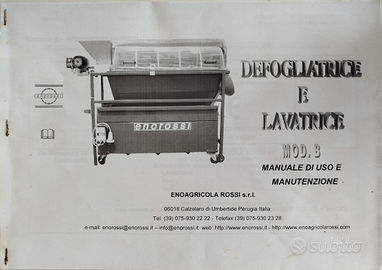 DEFOGLIATRICE
E
LAVATRICE
MOD. B
MANUALE DI USO E
MANUTENZIONE
enorossi
ENOAGRICOLA ROSSI s.r.l.
06018 Calzolaro di Umbertide Perugia Italia
Tel. (39) 075-930 22 22 - Telefax (39) 075-930 23 28
e-mail: enorossi@enorossi.it – info@enorossi.it web: http://www.enorossi.it - http://www.enoagricolarossi.com
subito